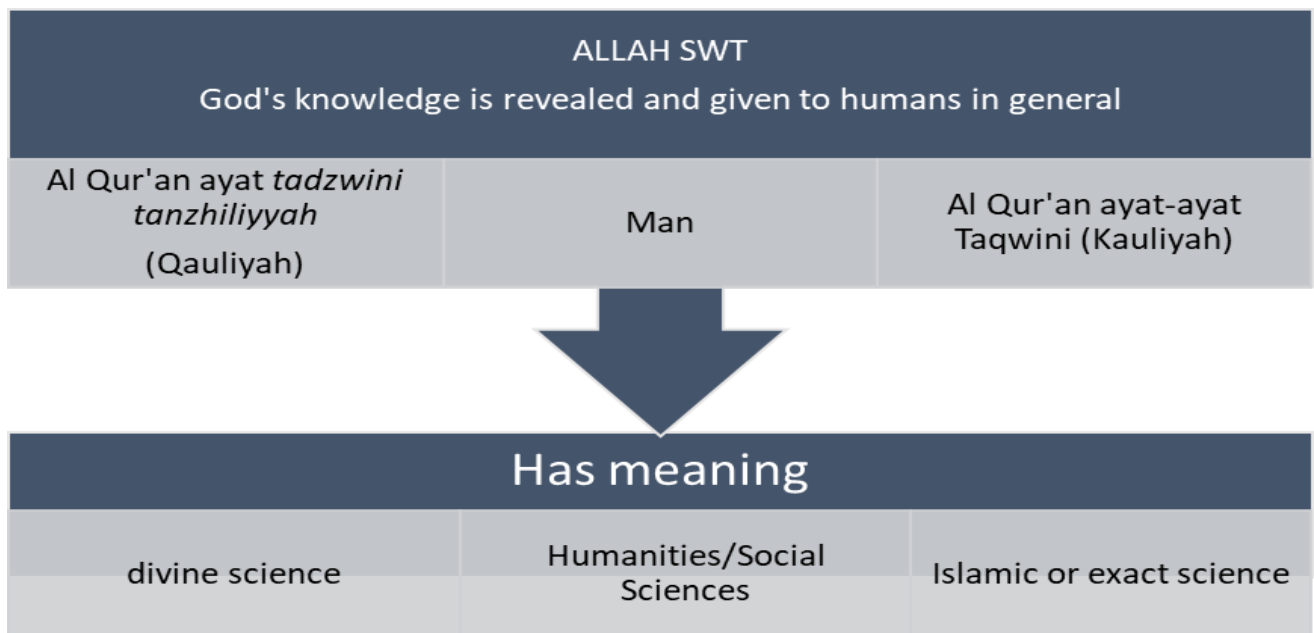 ALLAH SWT
God's knowledge is revealed and given to humans in general
Al Qur'an ayat tadzwini
tanzhiliyyah
(Qauliyah)
Man
Al Qur'an ayat-ayat
Taqwini (Kauliyah)
Has meaning
divine science
Humanities/Social
Sciences
Islamic or exact science